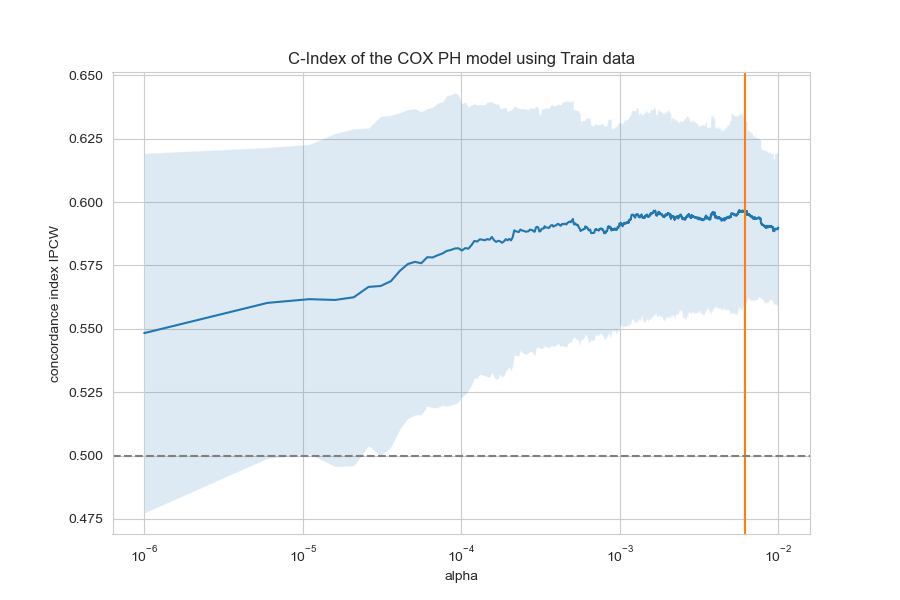 C-Index of the COX PH model using Train data
concordance index IPCW
0.650
0.625
0.600
0.575
0.550
0.525
0.500
0.475
10⁻⁶ 10⁻⁵ 10⁻⁴ 10⁻³ 10⁻²
alpha